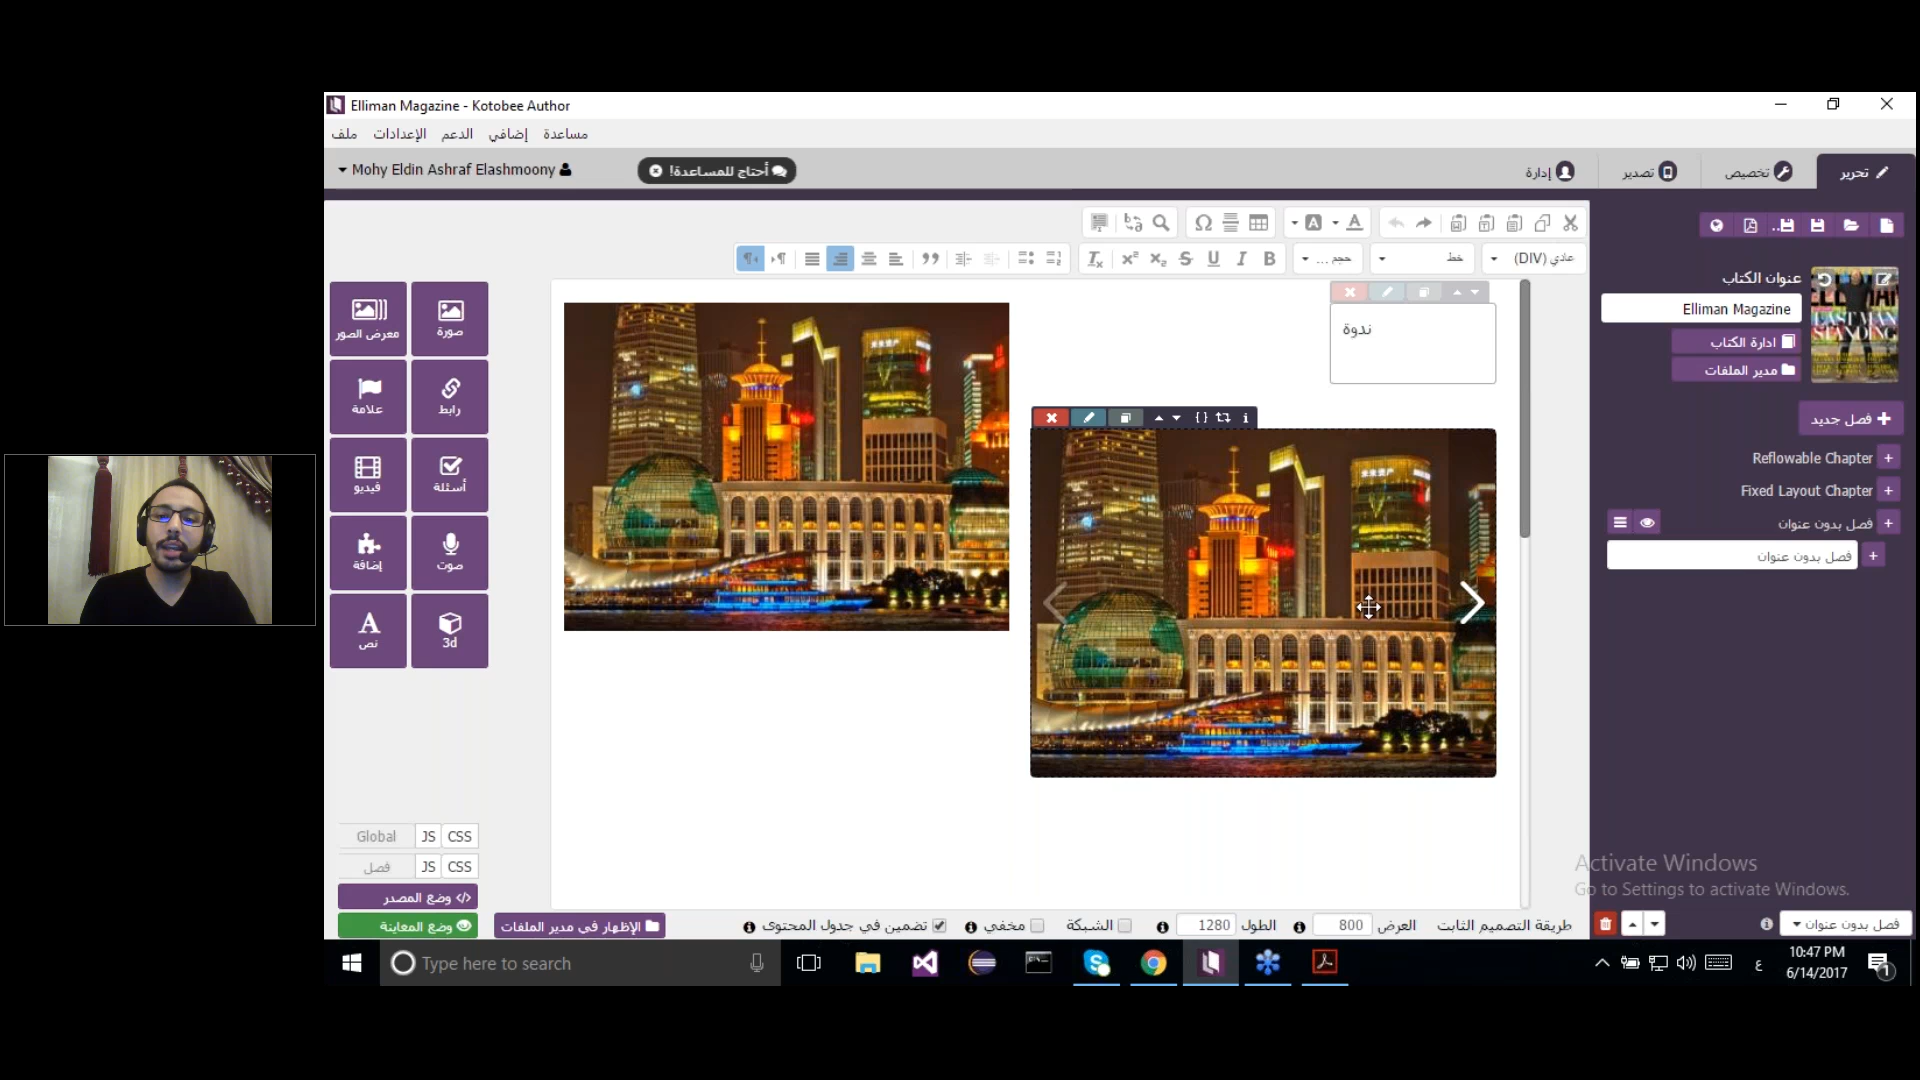 Elliman Magazine - Kotobee Author
ملف الإعدادات الدعم إضافي مساعدة
Mohy Eldin Ashraf Elashmoony
أحتاج للمساعدة!
تحرير
تخصيص
تصدير
إدارة
عادي (DIV)
خط
حجم ...
معرض الصور
صورة
علامة
رابط
فيديو
أسئلة
إضافة
صوت
نص
3d
Global JS CSS
فصل JS CSS
وضع المصدر
وضع المعاينة
ندوة
عنوان الكتاب
Elliman Magazine
ادارة الكتاب
مدير الملفات
LAST MAN
STANDING
فصل جديد
Reflowable Chapter
Fixed Layout Chapter
فصل بدون عنوان
فصل بدون عنوان
Activate Windows
Go to Settings to activate Windows.
فصل بدون عنوان
طريقة التصميم الثابت
العرض 800
الطول 1280
الشبكة
مخفي
تضمين في جدول المحتوى
الإظهار في مدير الملفات
Type here to search
ع
10:47 PM
6/14/2017
1